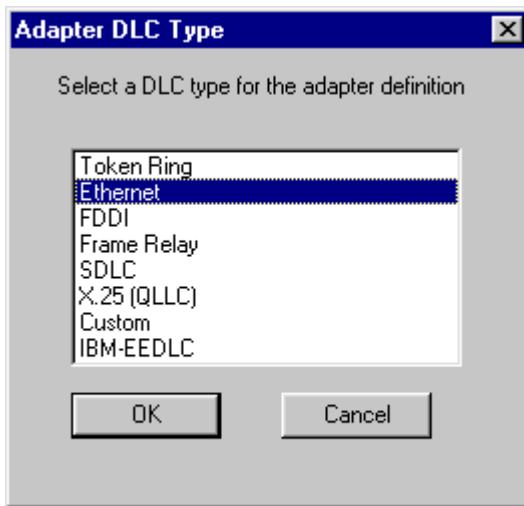 Adapter DLC Type
Select a DLC type for the adapter definition
Token Ring
Ethernet
FDDI
Frame Relay
SDLC
X.25 (QLLC)
Custom
IBM-EEDLC
OK Cancel